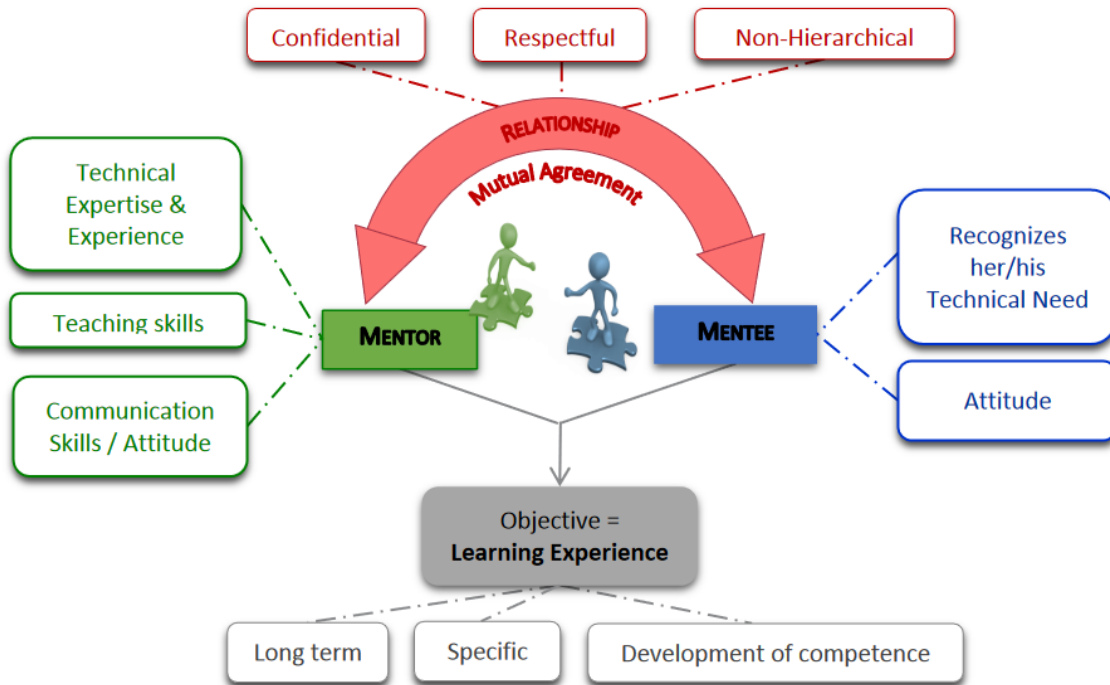 Confidential
Respectful
Non-Hierarchical
RELATIONSHIP
Mutual Agreement
Technical
Expertise &
Experience
Teaching skills
Communication
Skills / Attitude
MENTOR
MENTEE
Recognizes
her/his
Technical Need
Attitude
Objective =
Learning Experience
Long term
Specific
Development of competence